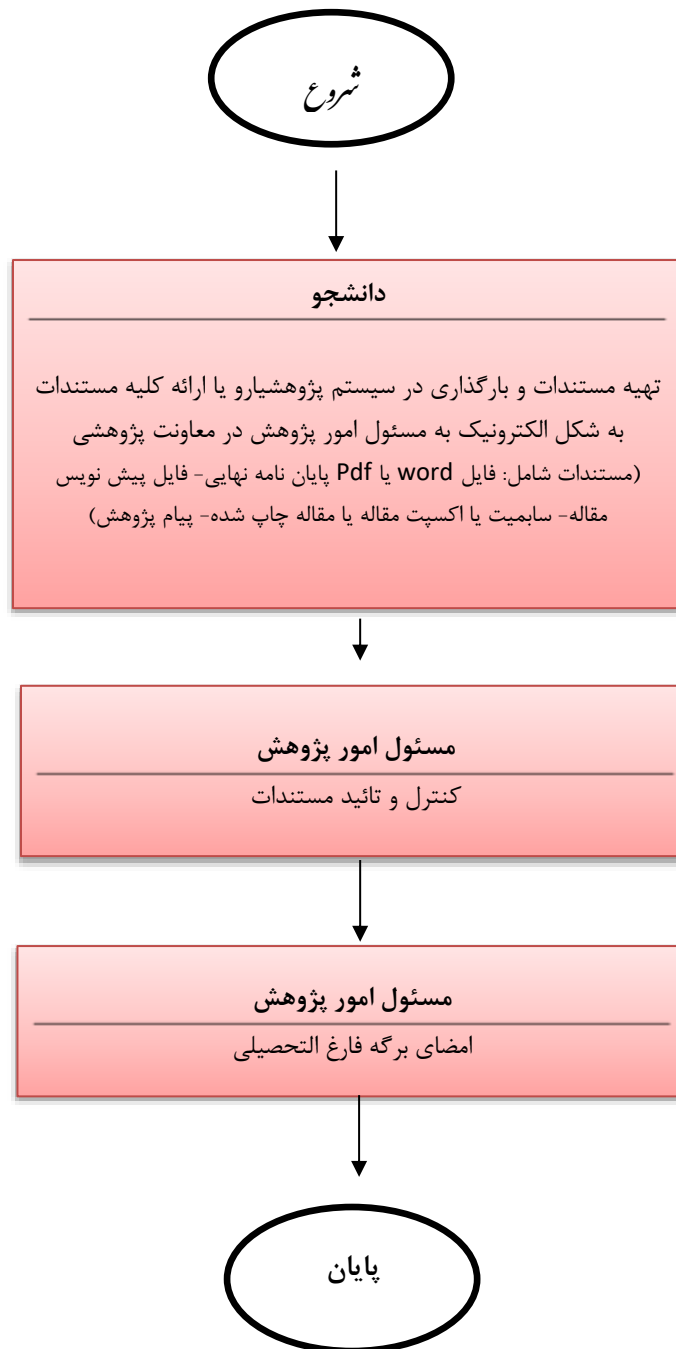 شروع
دانشجو
تهیه مستندات و بارگذاری در سیستم پژوهشیارو یا ارائه کلیه مستندات
به شکل الکترونیک به مسئول امور پژوهش در معاونت پژوهشی
(مستندات شامل: فایل word یا Pdf پایان نامه نهایی- فایل پیش نویس
مقاله- سابمیت یا اکسپت مقاله یا مقاله چاپ شده- پیام پژوهش)
مسئول امور پژوهش
کنترل و تائید مستندات
مسئول امور پژوهش
امضای برگه فارغ التحصیلی
پایان